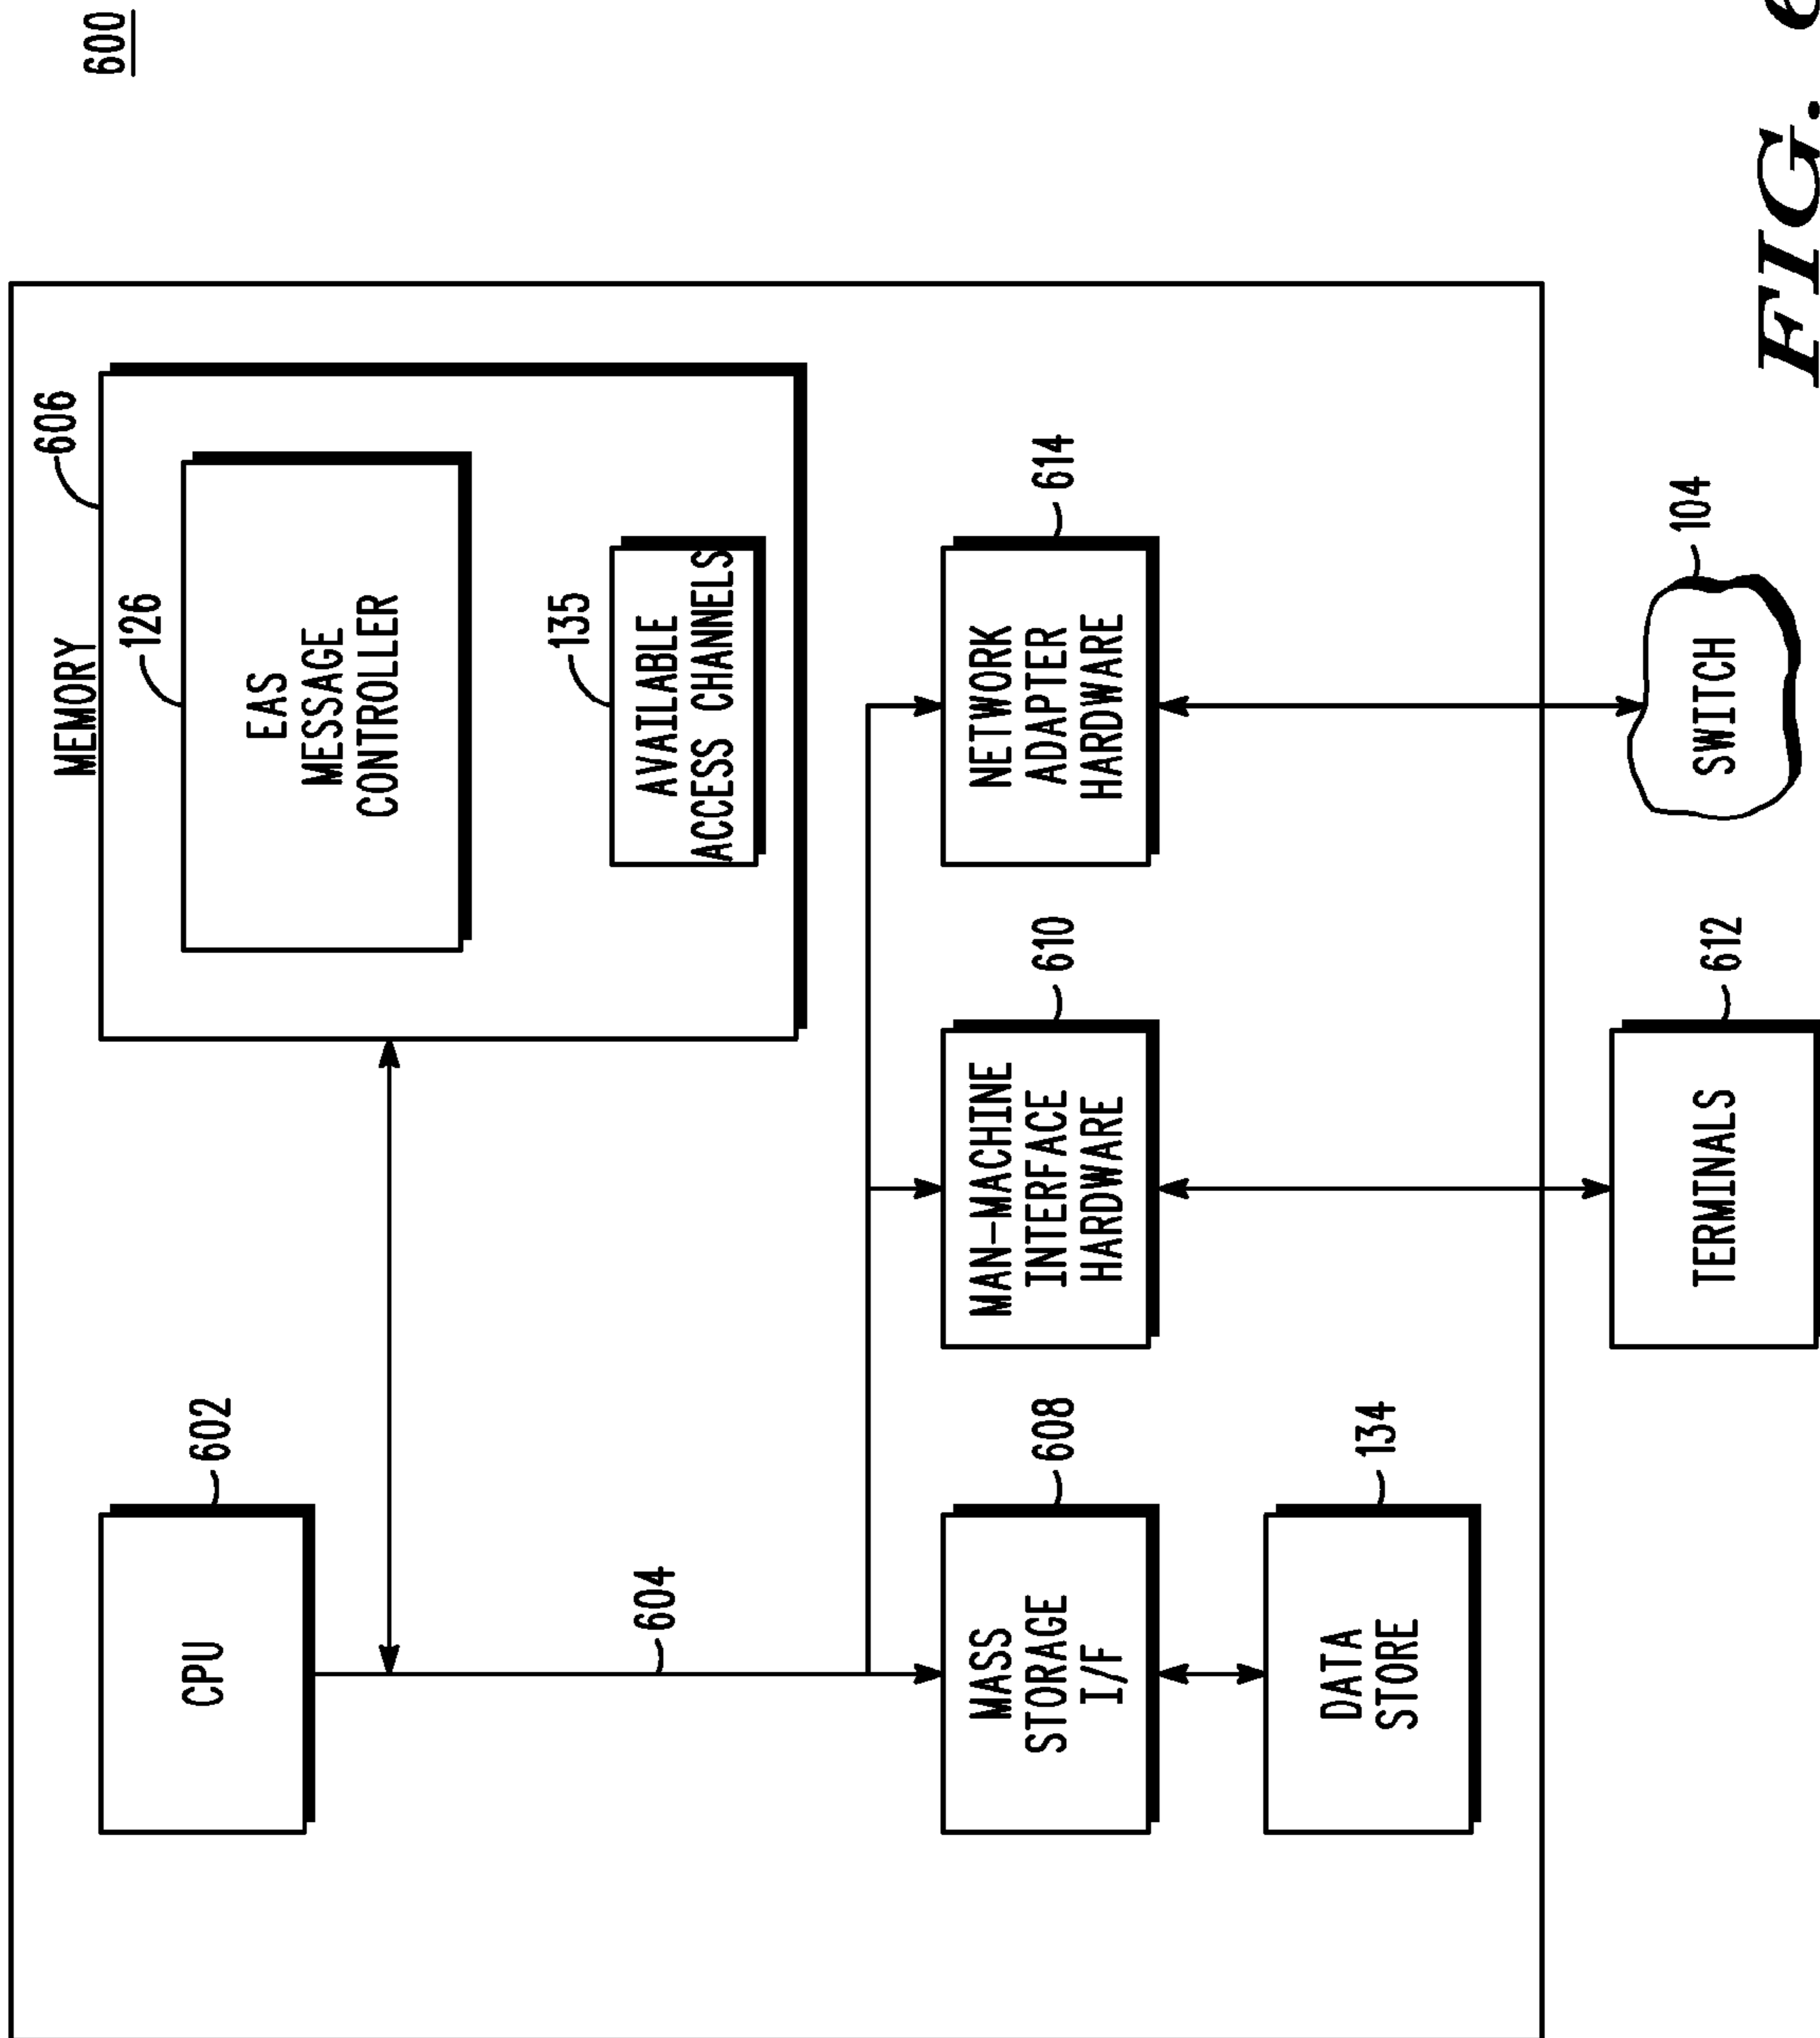 600
606
MEMORY
602
126
CPU
EAS
MESSAGE
CONTROLLER
135
AVAILABLE
ACCESS CHANNELS
604
608
610
614
MASS
STORAGE
I/F
MAN-MACHINE
INTERFACE
HARDWARE
NETWORK
ADAPTER
HARDWARE
134
DATA
STORE
612
104
TERMINALS
SWITCH
FIG.